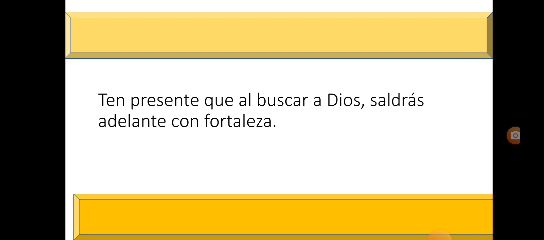 Ten presente que al buscar a Dios, saldrás
adelante con fortaleza.